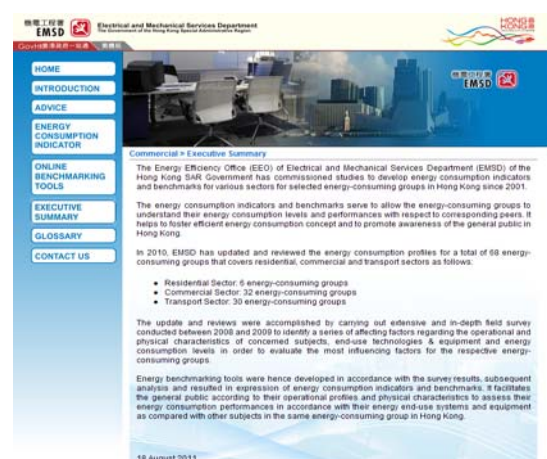 機電工程署
EMSD
Electrical and Mechanical Services Department
The Government of the Hong Kong Special Administrative Region
HONG
KONG
GovHK香港政府一站通
HOME
INTRODUCTION
ADVICE
ENERGY
CONSUMPTION
INDICATOR
ONLINE
BENCHMARKING
TOOLS
EXECUTIVE
SUMMARY
GLOSSARY
CONTACT US
機電工程署
EMSD
Commercial » Executive Summary
The Energy Efficiency Office (EEO) of Electrical and Mechanical Services Department (EMSD) of the
Hong Kong SAR Government has commissioned studies to develop energy consumption indicators
and benchmarks for various sectors for selected energy-consuming groups in Hong Kong since 2001.
The energy consumption indicators and benchmarks serve to allow the energy-consuming groups to
understand their energy consumption levels and performances with respect to corresponding peers. It
helps to foster efficient energy consumption concept and to promote awareness of the general public in
Hong Kong.
In 2010, EMSD has updated and reviewed the energy consumption profiles for a total of 68 energy-
consuming groups that covers residential, commercial and transport sectors as follows:
• Residential Sector: 6 energy-consuming groups
• Commercial Sector: 32 energy-consuming groups
• Transport Sector: 30 energy-consuming groups
The update and reviews were accomplished by carrying out extensive and in-depth field survey
conducted between 2008 and 2009 to identify a series of affecting factors regarding the operational and
physical characteristics of concerned subjects, end-use technologies & equipment and energy
consumption levels in order to evaluate the most influencing factors for the respective energy-
consuming groups.
Energy benchmarking tools were hence developed in accordance with the survey results, subsequent
analysis and resulted in expression of energy consumption indicators and benchmarks. It facilitates
the general public according to their operational profiles and physical characteristics to assess their
energy consumption performances in accordance with their energy end-use systems and equipment
as compared with other subjects in the same energy-consuming group in Hong Kong.
18 August 2011